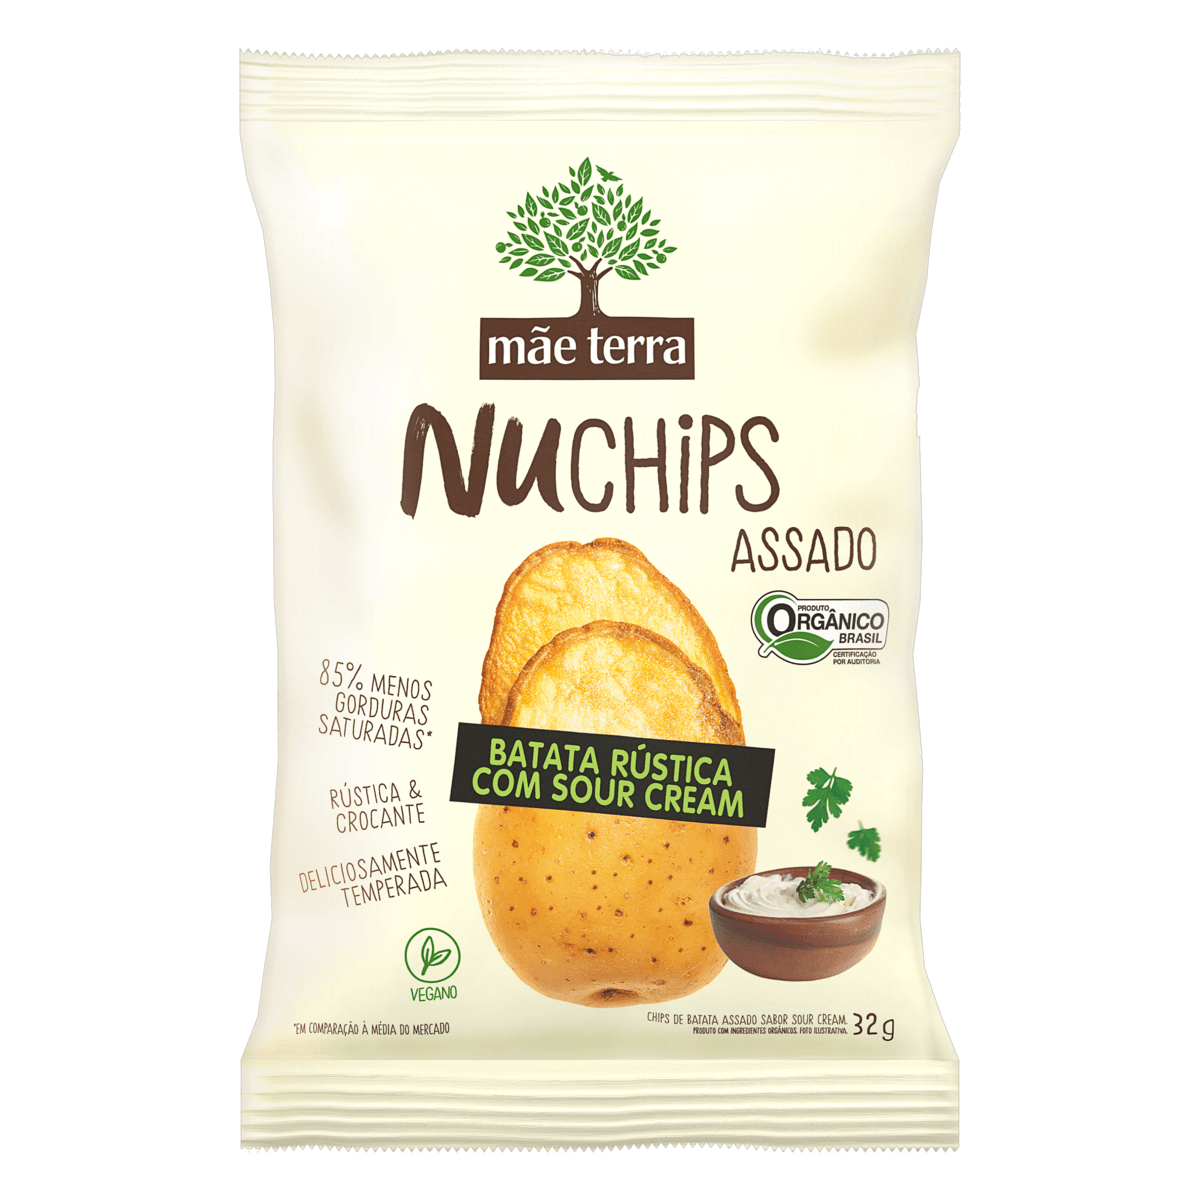 mãe terra
NUCHiPS
ASSADO
PRODUTO
ORGÂNICO
BRASIL
CERTIFICAÇÃO
POR AUDITORIA
85% MENOS
GORDURAS
SATURADAS*
BATATA RÚSTICA
COM SOUR CREAM
RÚSTICA &
CROCANTE
DELICIOSAMENTE
TEMPERADA
VEGANO
*EM COMPARAÇÃO À MÉDIA DO MERCADO
CHIPS DE BATATA ASSADO SABOR SOUR CREAM.
PRODUTO COM INGREDIENTES ORGÂNICOS. FOTO ILUSTRATIVA.
32g